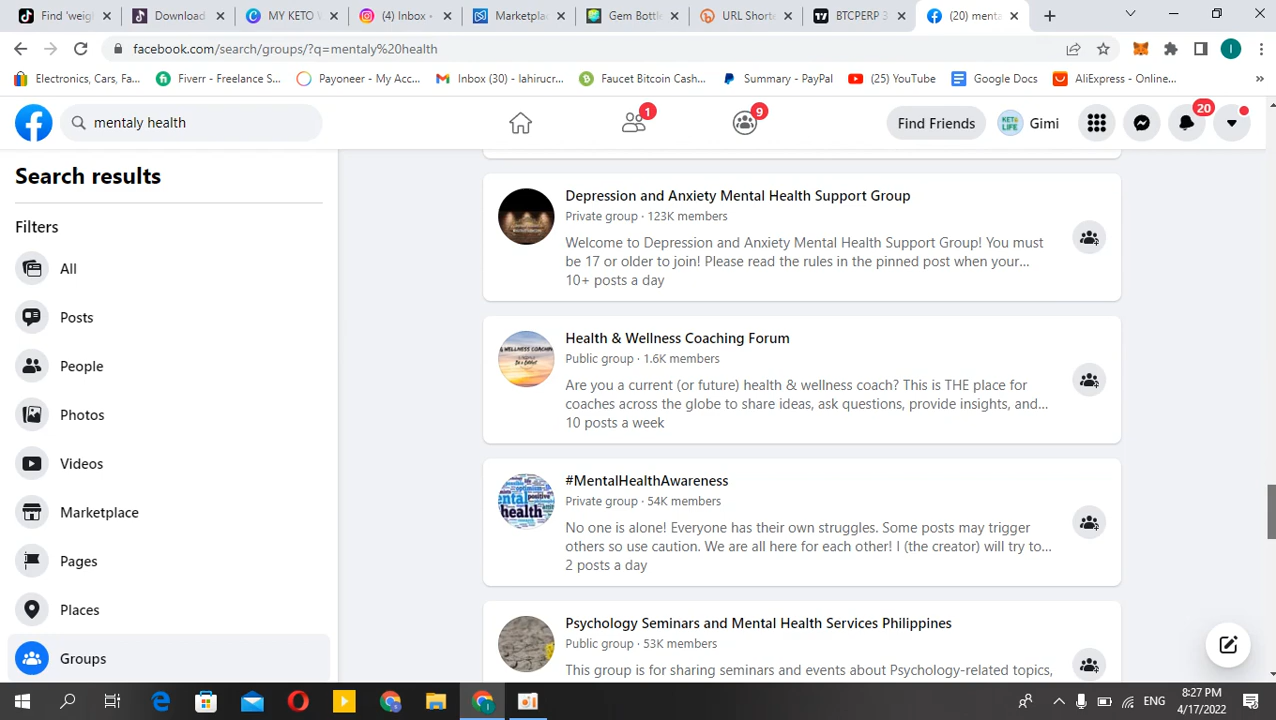 Find 'weig
Download
MY KETO
(4) Inbox
Marketplac
Gem Bottl
URL Shorte
BTCPERP 3
(20) menta
facebook.com/search/groups/?q=mentaly%20health
Electronics, Cars, Fa...
Fiverr - Freelance S...
Payoneer - My Acc...
Inbox (30) - lahirucr...
Faucet Bitcoin Cash...
Summary - PayPal
(25) YouTube
Google Docs
AliExpress - Online...
mentaly health
1
9
Find Friends
Gimi
20
Search results
Filters
All
Posts
People
Photos
Videos
Marketplace
Pages
Places
Groups
Depression and Anxiety Mental Health Support Group
Private group · 123K members
Welcome to Depression and Anxiety Mental Health Support Group! You must
be 17 or older to join! Please read the rules in the pinned post when your...
10+ posts a day
Health & Wellness Coaching Forum
Public group · 1.6K members
Are you a current (or future) health & wellness coach? This is THE place for
coaches across the globe to share ideas, ask questions, provide insights, and...
10 posts a week
#MentalHealthAwareness
Private group · 54K members
No one is alone! Everyone has their own struggles. Some posts may trigger
others so use caution. We are all here for each other! I (the creator) will try to...
2 posts a day
Psychology Seminars and Mental Health Services Philippines
Public group · 53K members
This group is for sharing seminars and events about Psychology-related topics,
ENG
8:27 PM
4/17/2022